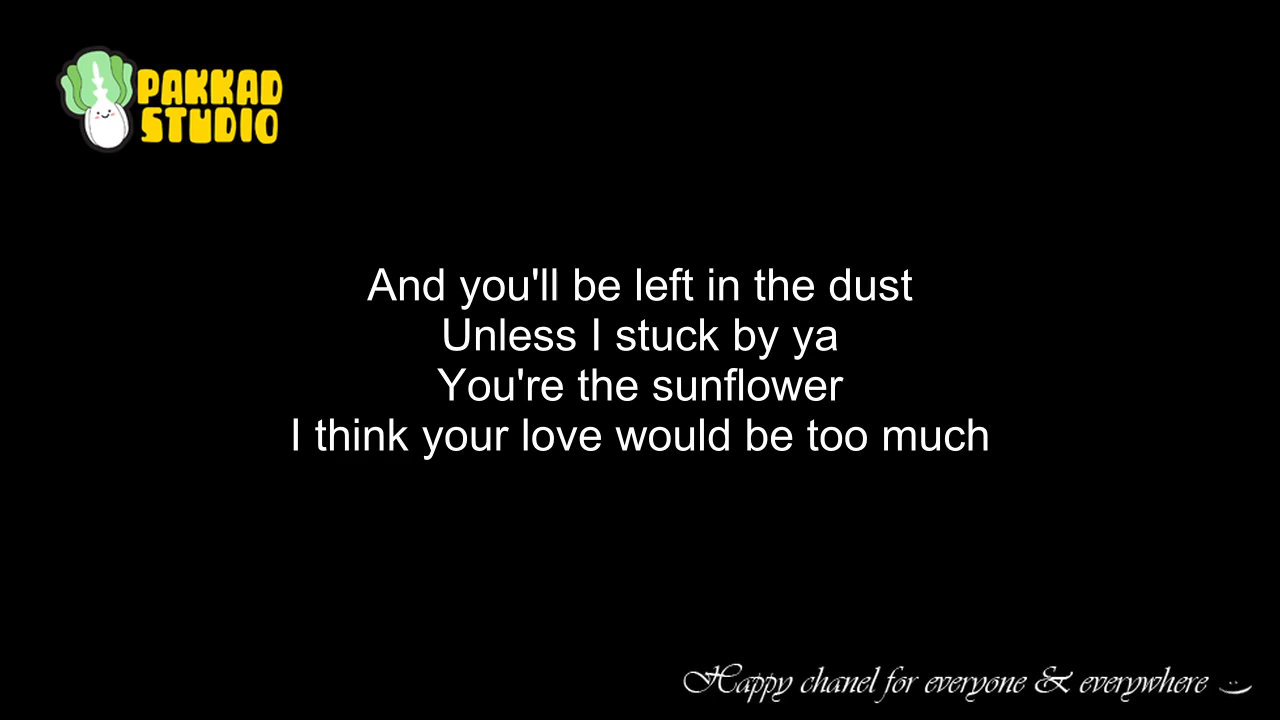 PAKKAD
STUDIO
And you'll be left in the dust
Unless I stuck by ya
You're the sunflower
I think your love would be too much
Happy chanel for everyone & everywhere :)